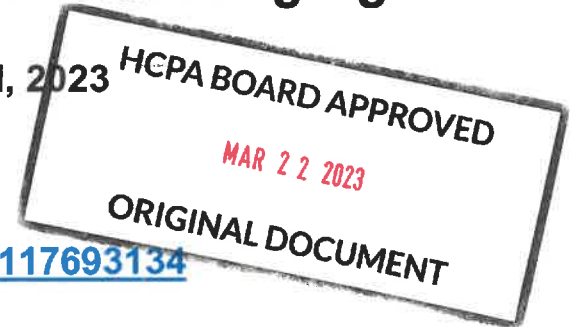 l, 2023
HCPA BOARD APPROVED
MAR 22 2023
ORIGINAL DOCUMENT
117693134